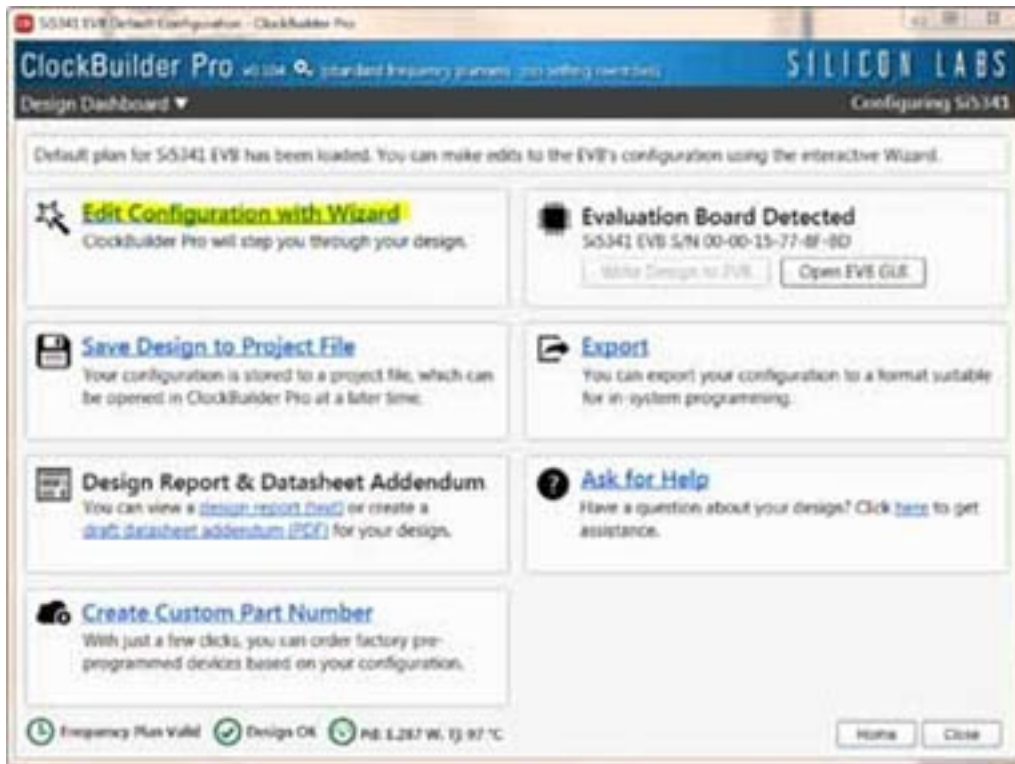 Si5341 EVB Default Configuration - ClockBuilder Pro
ClockBuilder Pro
SILICON LABS
Design Dashboard ▼
Configuring Si5341
Default plan for Si5341 EVB has been loaded. You can make edits to the EVB's configuration using the interactive Wizard.
Edit Configuration with Wizard
ClockBuilder Pro will step you through your design.
Evaluation Board Detected
Si5341 EVB S/N 00-00-15-77-8F-8D
Write Design to EVB
Open EVB GUI
Save Design to Project File
Your configuration is stored to a project file, which can
be opened in ClockBuilder Pro at a later time.
Export
You can export your configuration to a format suitable
for in-system programming.
Design Report & Datasheet Addendum
You can view a design report (text) or create a
draft datasheet addendum (PDF) for your design.
Ask for Help
Have a question about your design? Click here to get
assistance.
Create Custom Part Number
With just a few clicks, you can order factory pre-
programmed devices based on your configuration.
Frequency Plan Valid
Design OK
Pd: 1.287 W, Tj: 97 °C
Home
Close